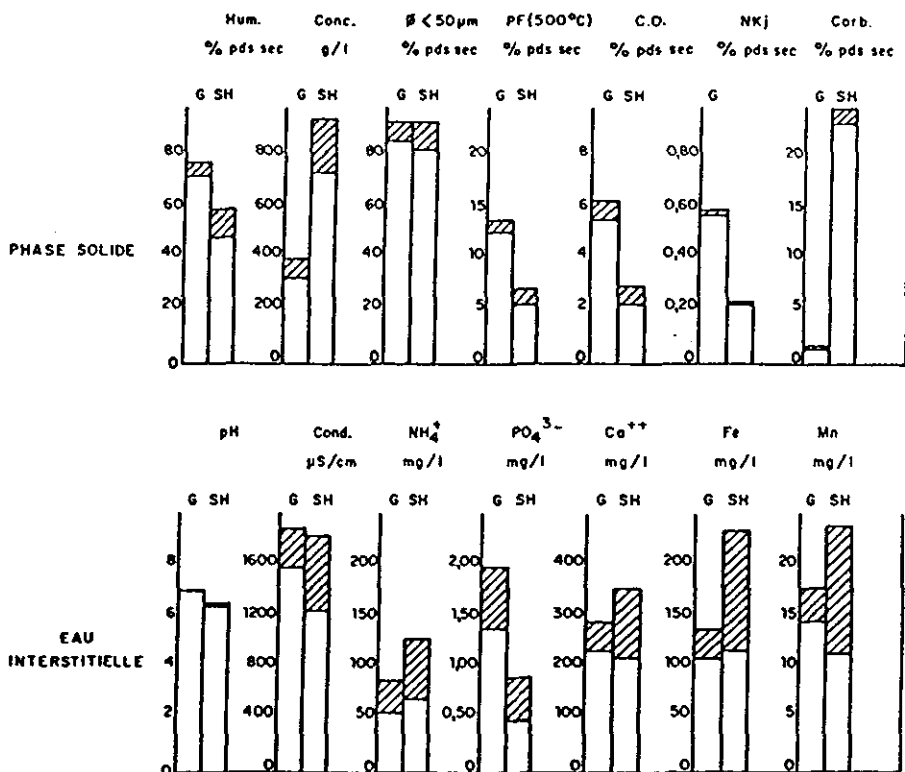 Hum. Conc. Ø < 50µm PF(500°C) C.O. NKj Carb.
% pds sec g/l % pds sec % pds sec % pds sec % pds sec % pds sec
G SH G SH G SH G SH G SH G G SH
80 800 80 20 8 0,80 20
60 600 60 15 6 0,60 15
PHASE SOLIDE
40 400 40 10 4 0,40 10
20 200 20 5 2 0,20 5
0 0 0 0 0 0 0
pH Cond. NH₄⁺ PO₄³⁻ Ca⁺⁺ Fe Mn
µS/cm mg/l mg/l mg/l mg/l mg/l
G SH G SH G SH G SH G SH G SH G SH
8 1600 200 2,00 400 200 20
6 1200 150 1,50 300 150 15
EAU
INTERSTITIELLE
4 800 100 1,00 200 100 10
2 400 50 0,50 100 50 5
0 0 0 0 0 0